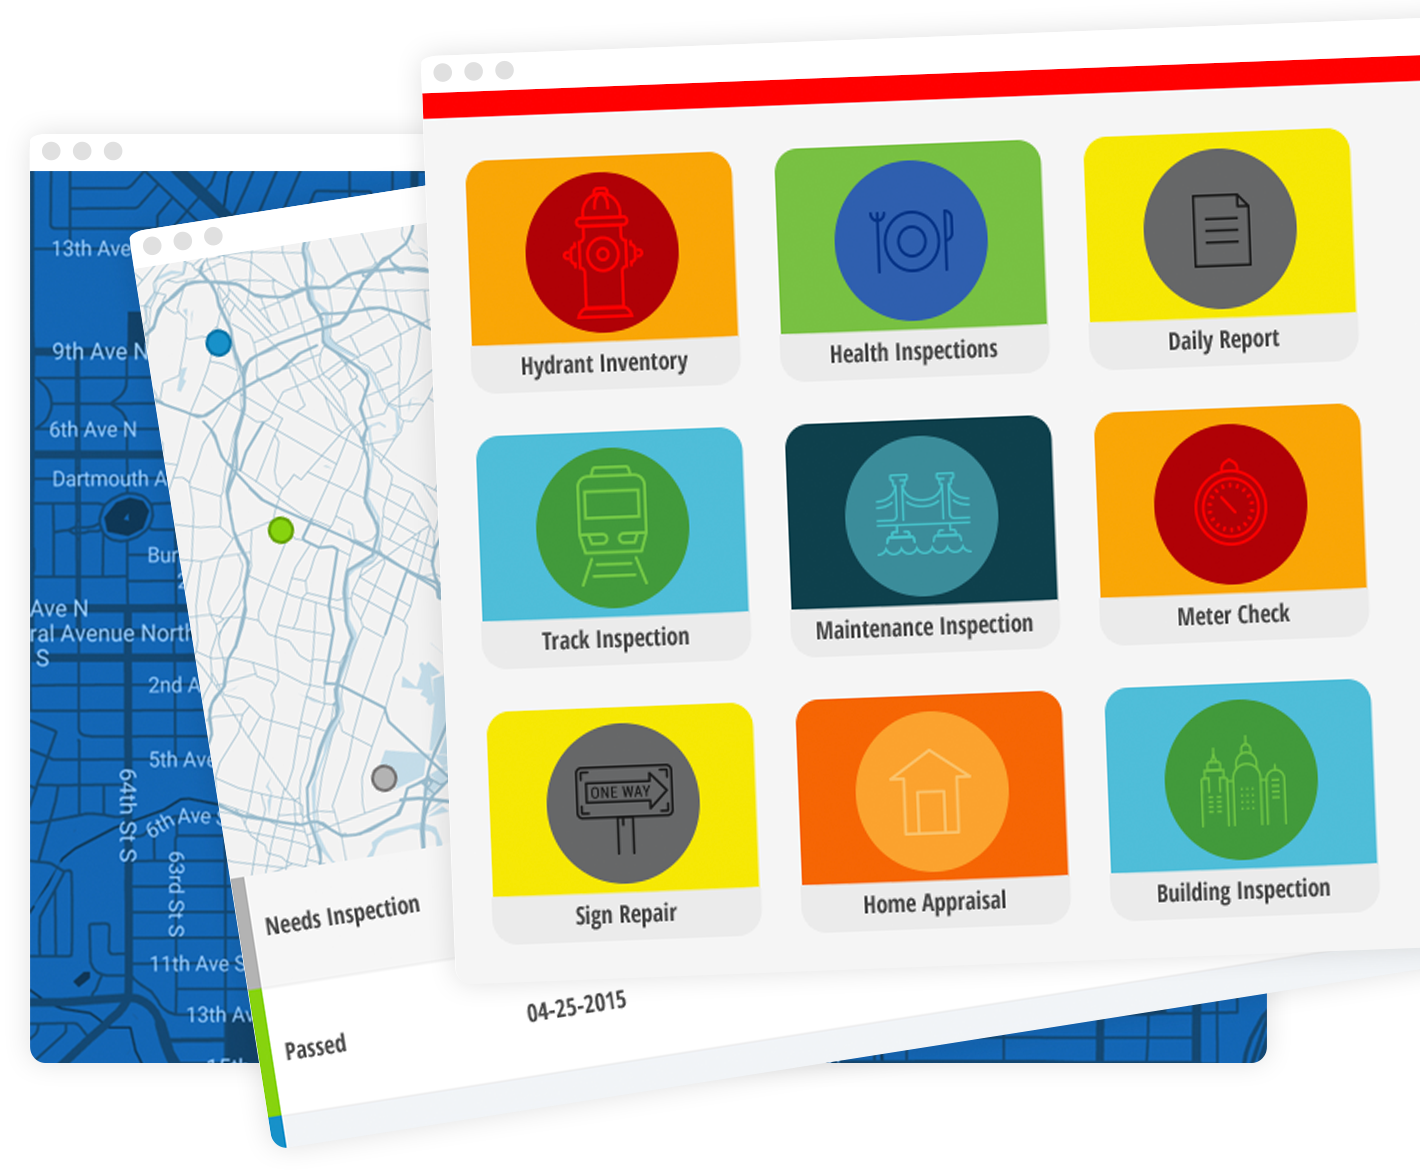 Hydrant Inventory
Health Inspections
Daily Report
Track Inspection
Maintenance Inspection
Meter Check
ONE WAY
Sign Repair
Home Appraisal
Building Inspection
Needs Inspection
04-25-2015
Passed
13th Ave
9th Ave N
6th Ave N
Dartmouth A
Bur
Ave N
ral Avenue North
S
2nd A
5th Ave
64th St S
6th Ave S
63rd St S
11th Ave S
13th Av